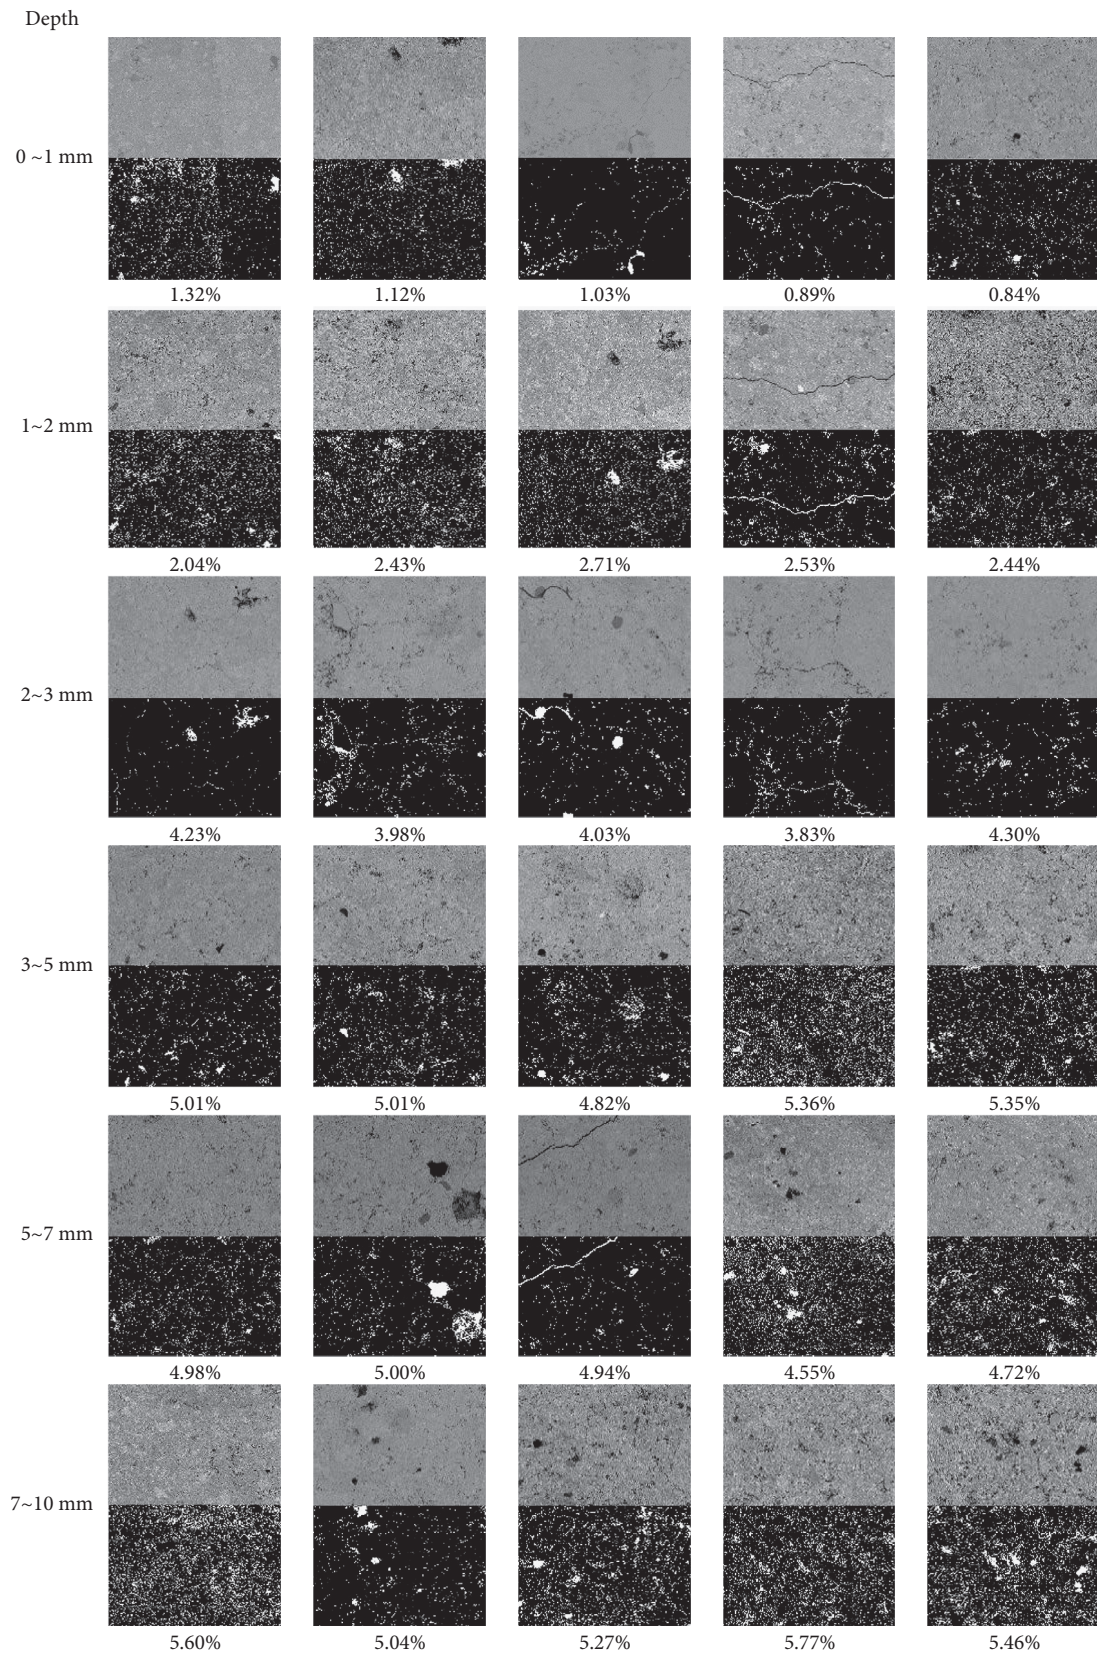 Depth
0 ~1 mm
1.32% 1.12% 1.03% 0.89% 0.84%
1~2 mm
2.04% 2.43% 2.71% 2.53% 2.44%
2~3 mm
4.23% 3.98% 4.03% 3.83% 4.30%
3~5 mm
5.01% 5.01% 4.82% 5.36% 5.35%
5~7 mm
4.98% 5.00% 4.94% 4.55% 4.72%
7~10 mm
5.60% 5.04% 5.27% 5.77% 5.46%